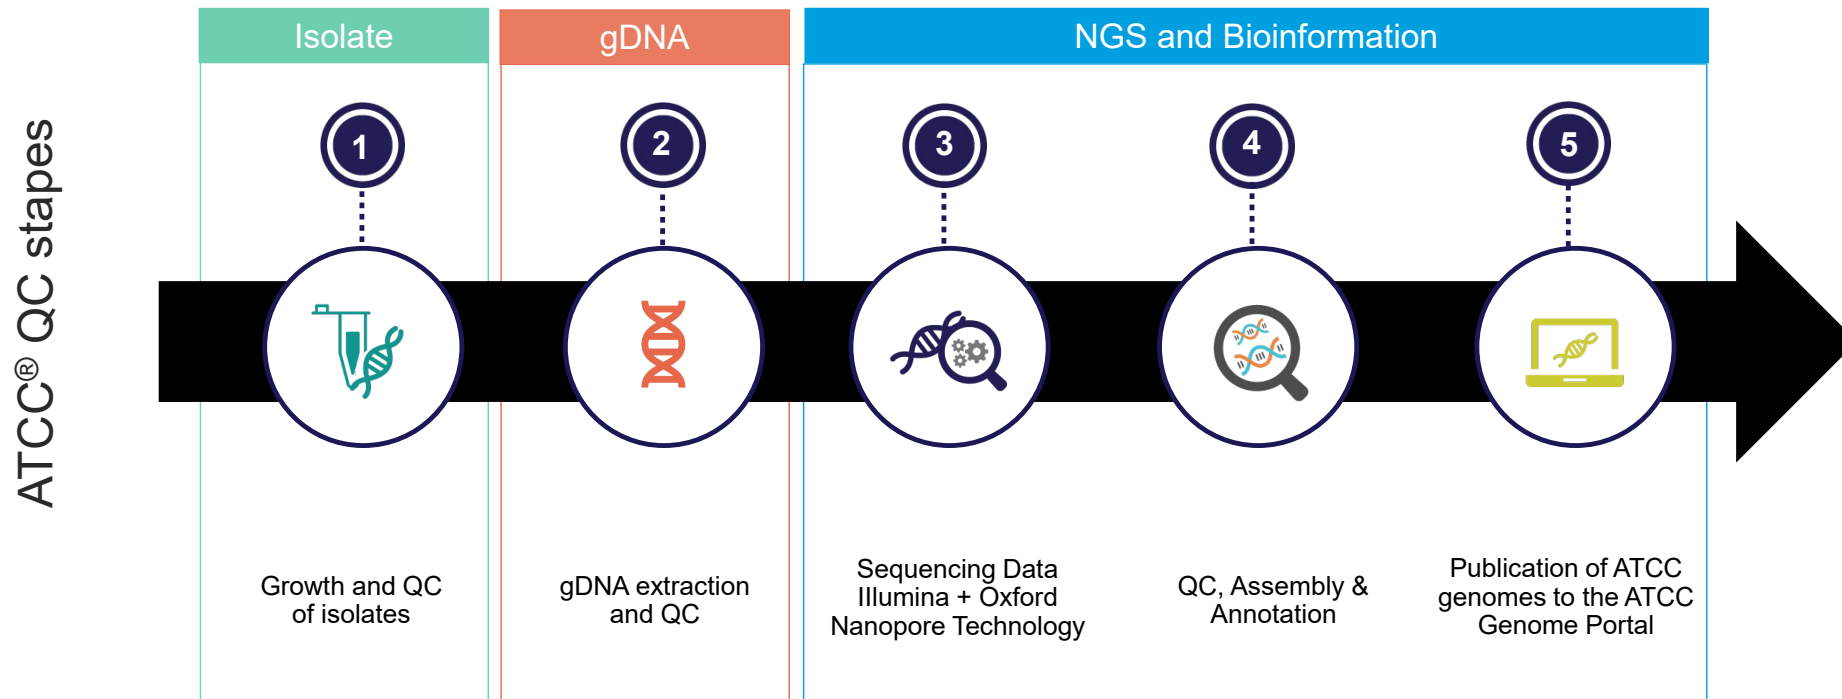 ATCC® QC stapes
Isolate
gDNA
NGS and Bioinformation
1
2
3
4
5
Growth and QC
of isolates
gDNA extraction
and QC
Sequencing Data
Illumina + Oxford
Nanopore Technology
QC, Assembly &
Annotation
Publication of ATCC
genomes to the ATCC
Genome Portal